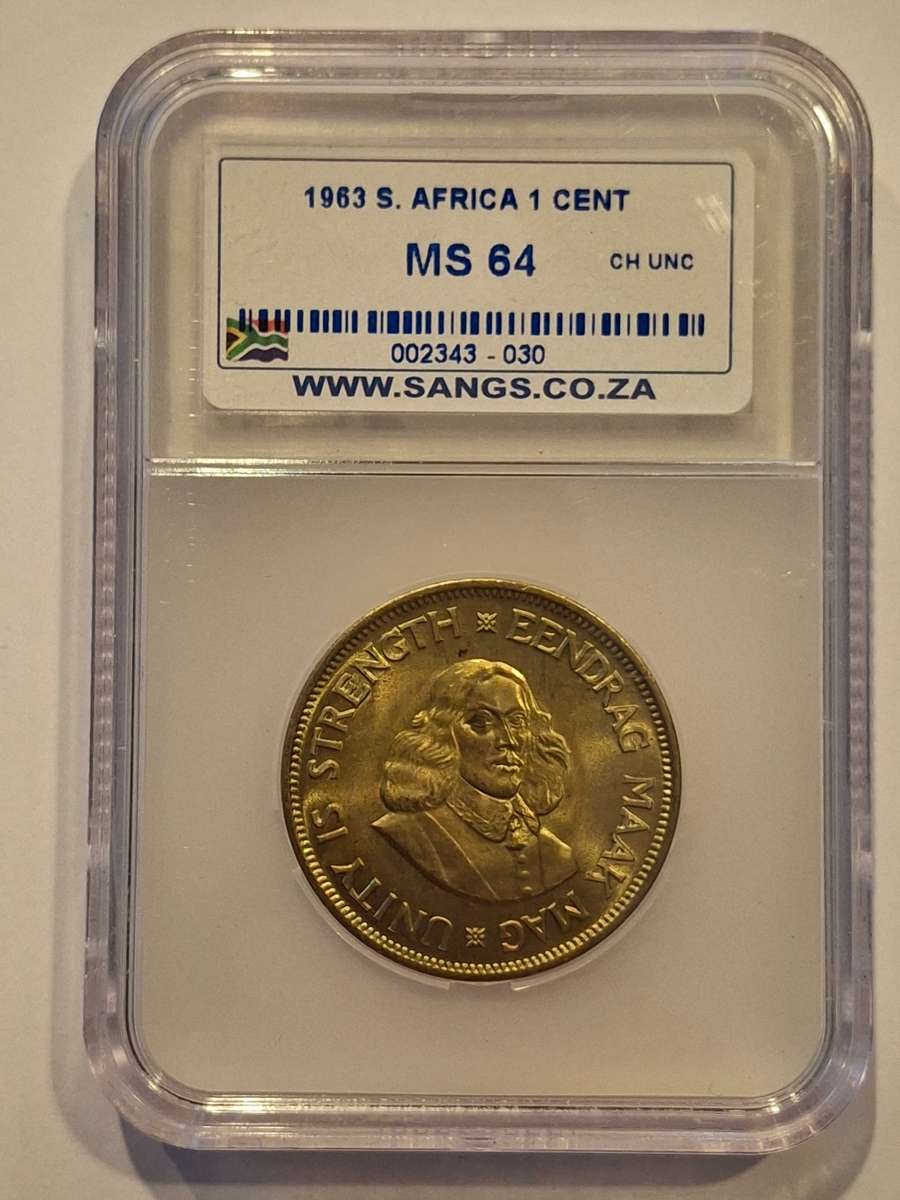 1963 S. AFRICA 1 CENT
MS 64 CH UNC
002343 - 030
WWW.SANGS.CO.ZA
UNITY IS STRENGTH
EENDRAG MAAK MAG